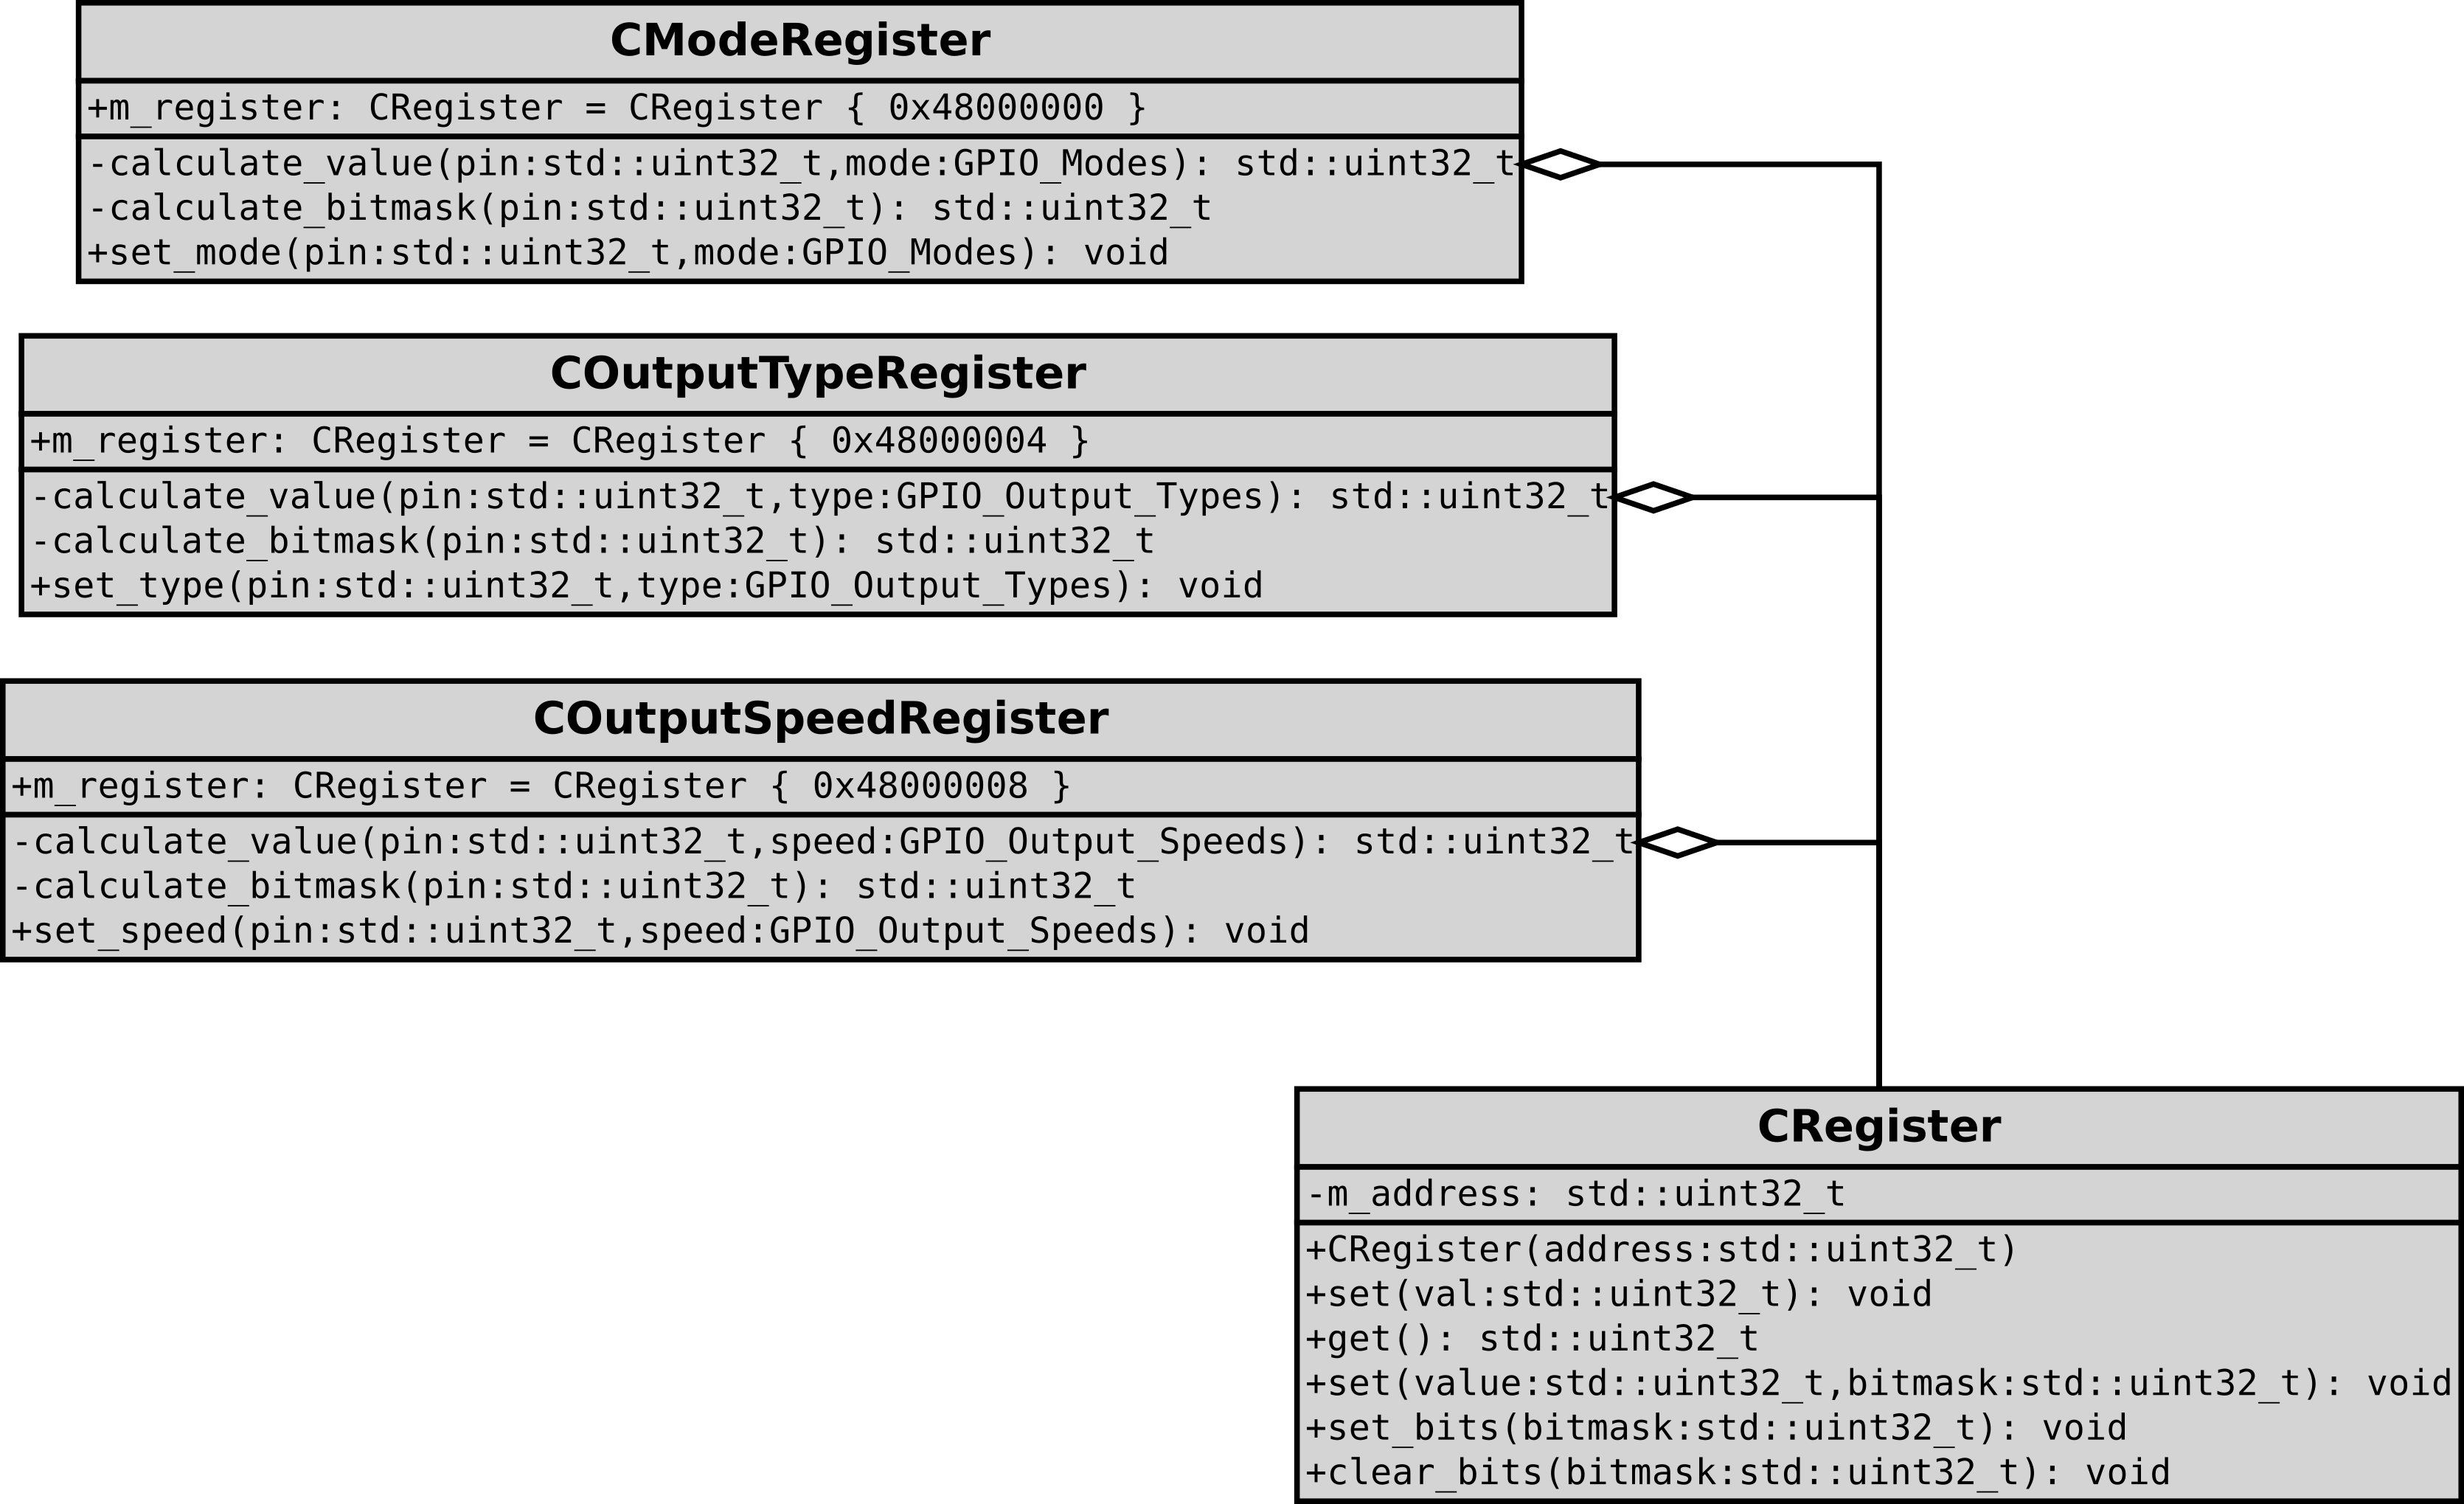 CModeRegister
+m_register: CRegister = CRegister { 0x48000000 }
-calculate_value(pin:std::uint32_t,mode:GPIO_Modes): std::uint32_t
-calculate_bitmask(pin:std::uint32_t): std::uint32_t
+set_mode(pin:std::uint32_t,mode:GPIO_Modes): void
COutputTypeRegister
+m_register: CRegister = CRegister { 0x48000004 }
-calculate_value(pin:std::uint32_t,type:GPIO_Output_Types): std::uint32_t
-calculate_bitmask(pin:std::uint32_t): std::uint32_t
+set_type(pin:std::uint32_t,type:GPIO_Output_Types): void
COutputSpeedRegister
+m_register: CRegister = CRegister { 0x48000008 }
-calculate_value(pin:std::uint32_t,speed:GPIO_Output_Speeds): std::uint32_t
-calculate_bitmask(pin:std::uint32_t): std::uint32_t
+set_speed(pin:std::uint32_t,speed:GPIO_Output_Speeds): void
CRegister
-m_address: std::uint32_t
+CRegister(address:std::uint32_t)
+set(val:std::uint32_t): void
+get(): std::uint32_t
+set(value:std::uint32_t,bitmask:std::uint32_t): void
+set_bits(bitmask:std::uint32_t): void
+clear_bits(bitmask:std::uint32_t): void